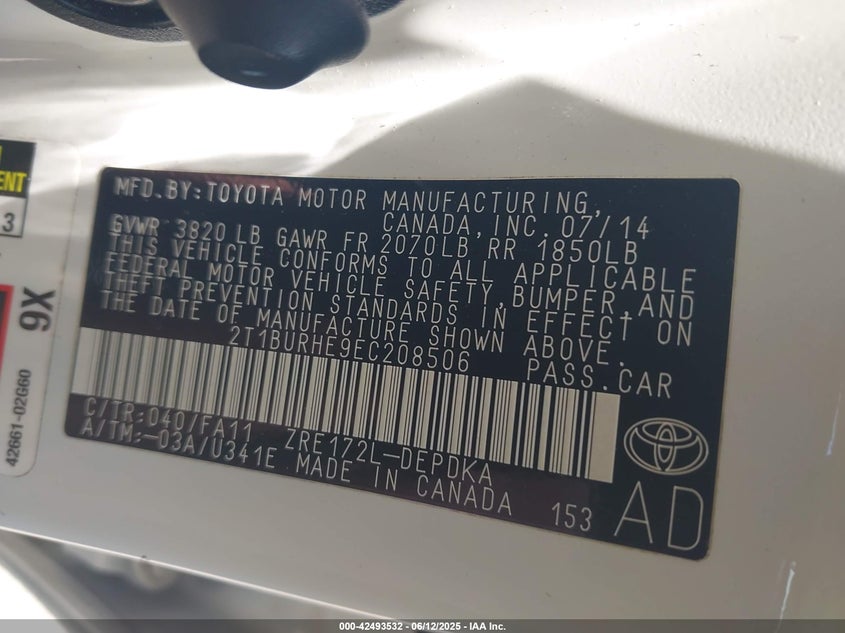 MFD.BY:TOYOTA MOTOR MANUFACTURING,
CANADA,INC. 07/14
GVWR 3820 LB GAWR FR 2070LB RR 1850LB
THIS VEHICLE CONFORMS TO ALL APPLICABLE
FEDERAL MOTOR VEHICLE SAFETY,BUMPER,AND
THEFT PREVENTION STANDARDS IN EFFECT ON
THE DATE OF MANUFACTURE SHOWN ABOVE.
2T1BURHE9EC208506 PASS.CAR
C/TR:040/FA11 ZRE172L-DEPDKA
A/TM:-03A/U341E MADE IN CANADA 153
AD
3
9X
42661-02G60
000-42493532 - 06/12/2025 - IAA Inc.